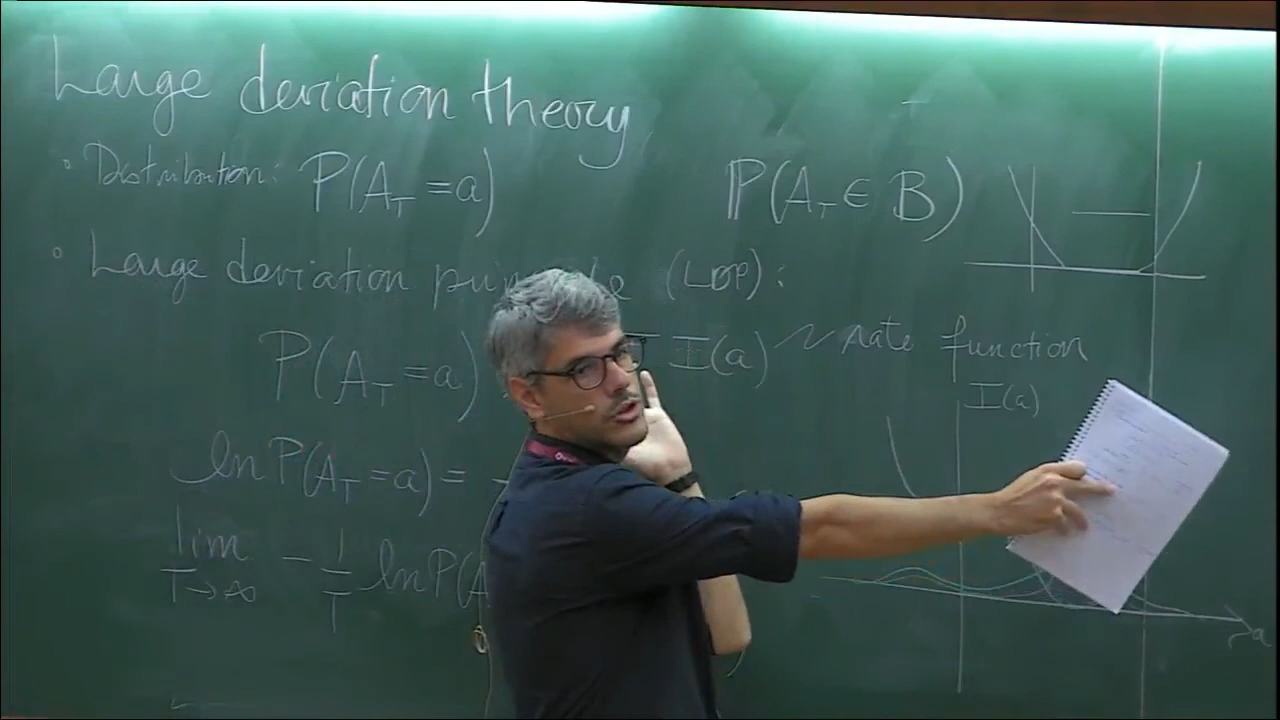 Large deviation theory
◦ Distribution: P(A_T = a)
ℙ(A_T ∈ B)
◦ Large deviation (LDP):
P(A_T = a) I(a) ~ rate function
I(a)
ln P(A_T = a) = -
lim T→∞ - 1/T ln P(A
a